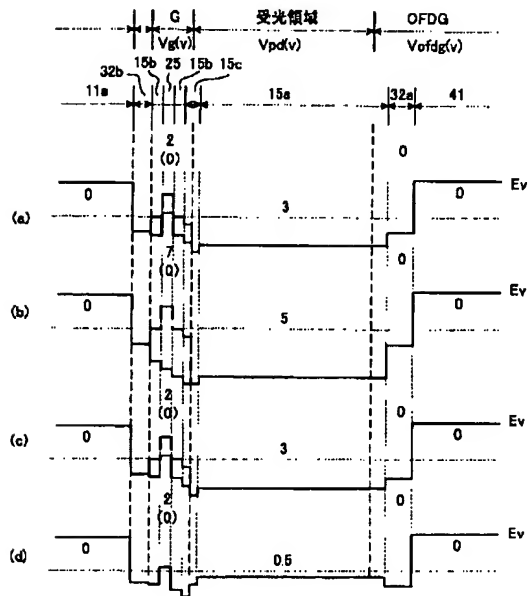 G 受光領域 OFDG
Vg(v) Vpd(v) Vofdg(v)
32b 15b 25 15b 15c
11a 15a 32a 41
2 0
(0)
0 3 0 Ev
(a)
7 0
(0)
0 5 0 Ev
(b)
2 0
(0)
0 3 0 Ev
(c)
2 0
(0)
0 0.5 0 Ev
(d)